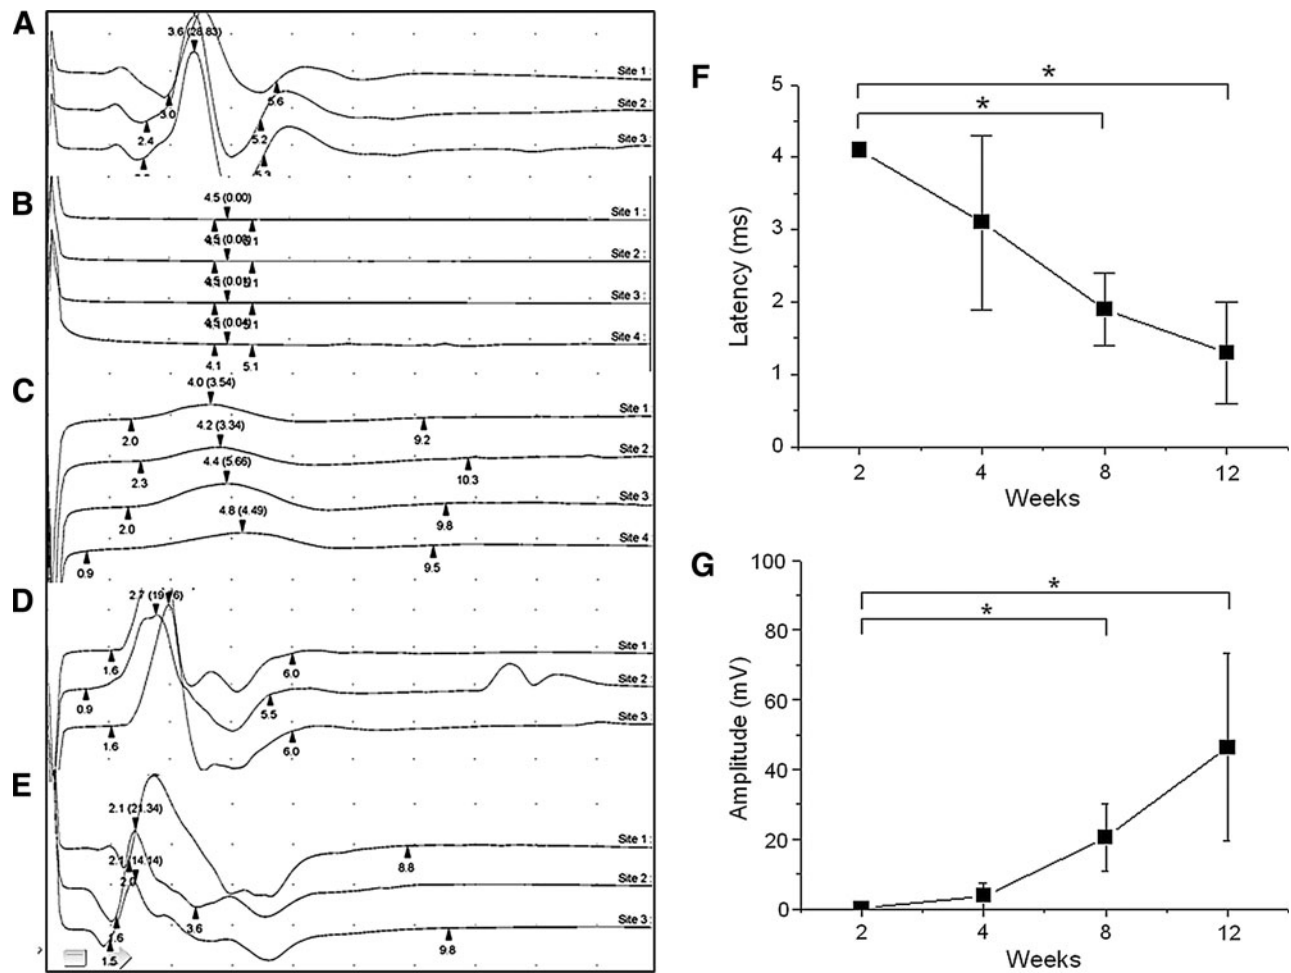 A
3.6 (28.83)
Site 1 :
3.0
5.6
Site 2 :
2.4
5.2
Site 3 :
5.3
B
4.5 (0.00)
Site 1 :
Site 2 :
Site 3 :
Site 4 :
4.1
5.1
C
4.0 (3.54)
Site 1
2.0
4.2 (3.34)
9.2
Site 2
2.3
4.4 (5.66)
10.3
Site 3
2.0
4.8 (4.49)
9.8
Site 4
0.9
9.5
D
Site 1
1.6
6.0
Site 2
0.9
5.5
Site 3
1.6
6.0
E
2.1 (21.34)
Site 1 :
8.8
Site 2 :
3.6
Site 3 :
1.5
9.8
F
*
*
5
4
3
2
1
0
Latency (ms)
2 4 8 12
Weeks
G
*
*
100
80
60
40
20
0
Amplitude (mV)
2 4 8 12
Weeks